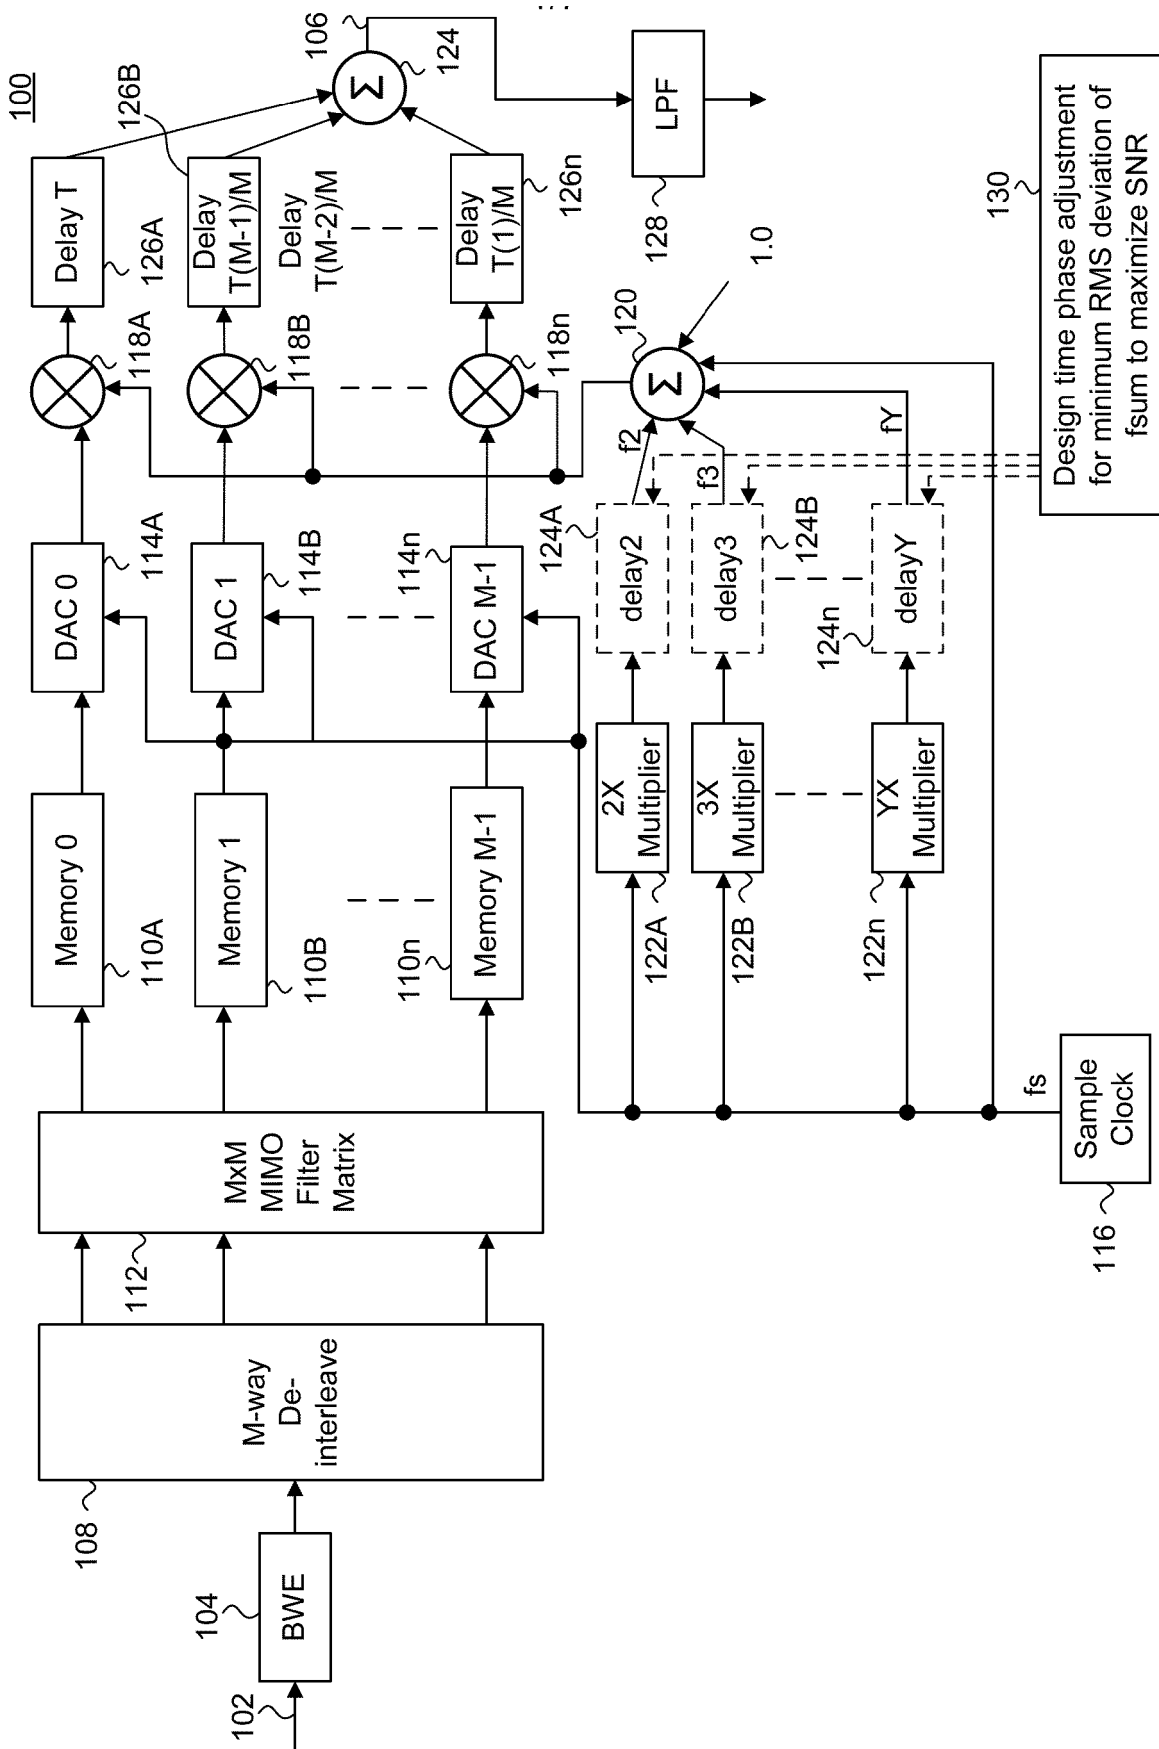 100
102
104
BWE
108
M-way
De-
interleave
112
MxM
MIMO
Filter
Matrix
Memory 0
110A
Memory 1
110B
Memory M-1
110n
DAC 0
114A
DAC 1
114B
DAC M-1
114n
118A
118B
118n
Delay T
126A
Delay
T(M-1)/M
126B
Delay
T(M-2)/M
Delay
T(1)/M
126n
Σ
106
124
LPF
128
Σ
120
1.0
2X
Multiplier
122A
3X
Multiplier
122B
YX
Multiplier
122n
delay2
124A
delay3
124B
delayY
124n
f2
f3
fY
fs
Sample
Clock
116
130
Design time phase adjustment
for minimum RMS deviation of
fsum to maximize SNR